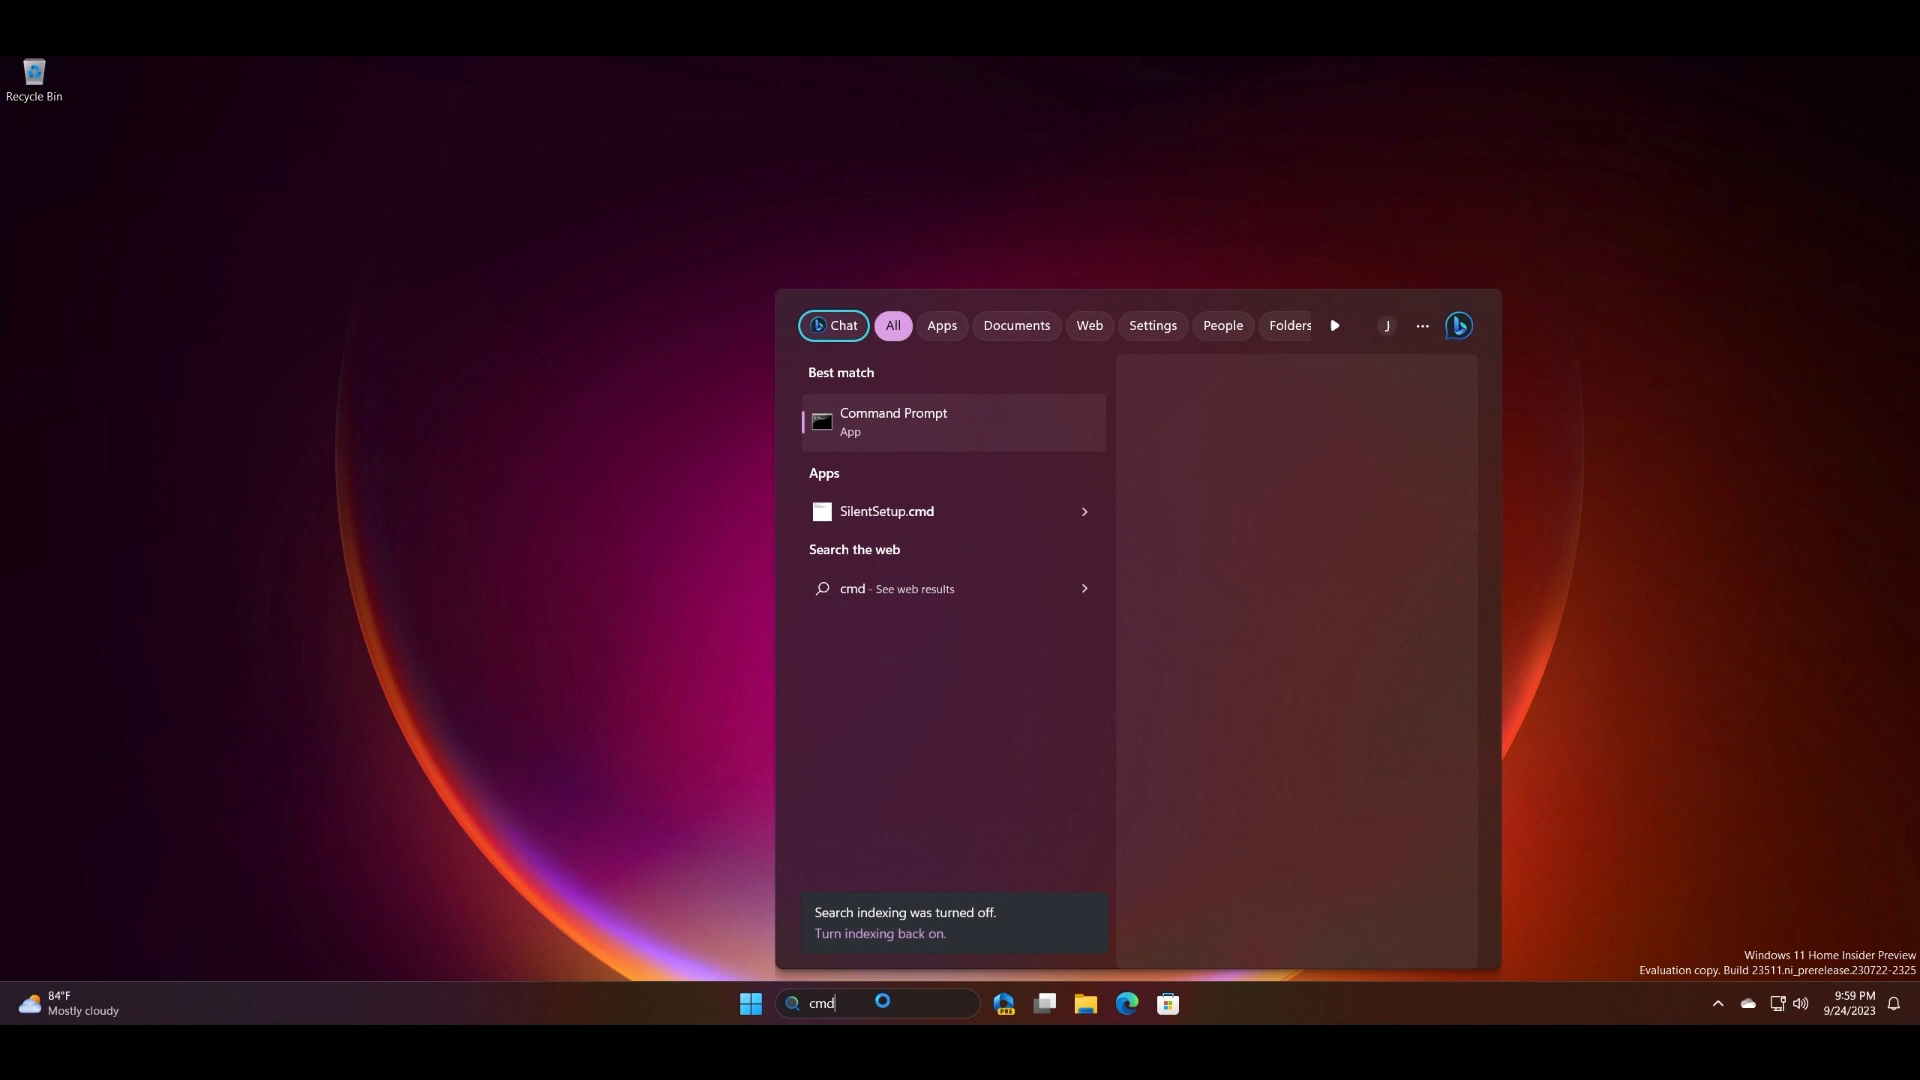 Recycle Bin
Chat All Apps Documents Web Settings People Folders J ...
Best match
Command Prompt
App
Apps
SilentSetup.cmd
Search the web
cmd - See web results
Search indexing was turned off.
Turn indexing back on.
Windows 11 Home Insider Preview
Evaluation copy. Build 23511.ni_prerelease.230722-2325
84°F
Mostly cloudy
cmd
PRE
9:59 PM
9/24/2023